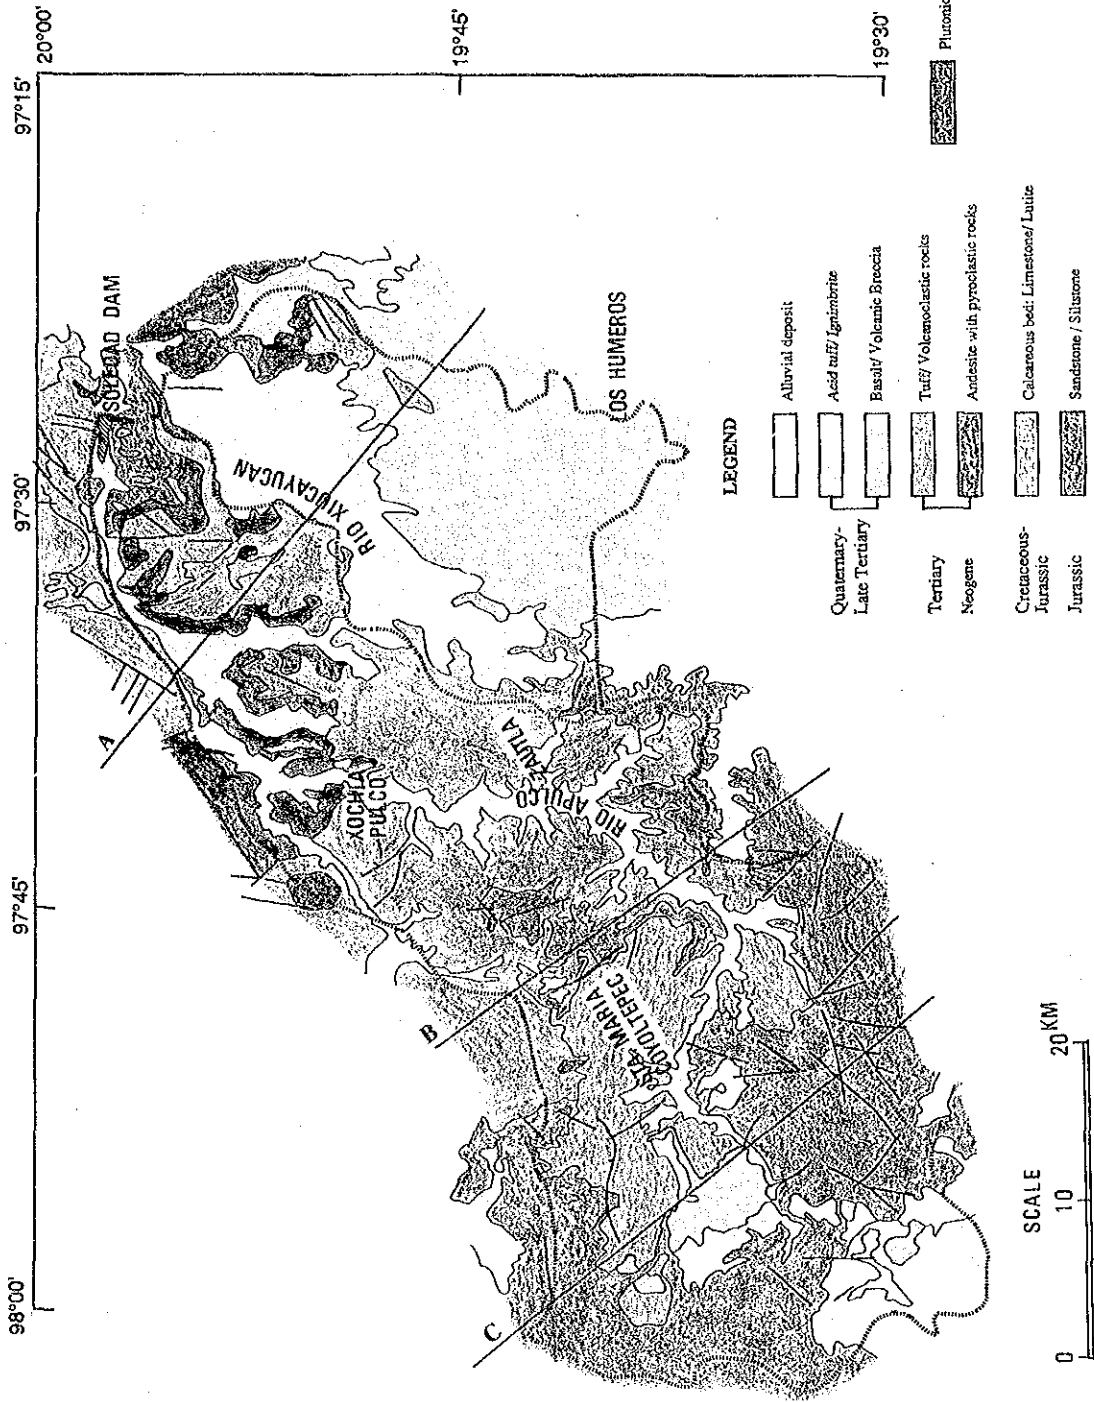 98°00'
97°45'
97°30'
97°15'
20°00'
SOLEDAD DAM
A
RIO XIUCAYUCAN
XOCHIA
PULCO
19°45'
B
C
ZAUTLA
RIO APULCO
STA. MARIA
COYOLTEPEC
LOS HUMEROS
19°30'
SCALE
0 10 20 KM
LEGEND
Alluvial deposit
Quaternary-
Late Tertiary
Acid tuff/ Ignimbrite
Basalt/ Volcanic Breccia
Tertiary
Neogene
Tuff/ Volcanoclastic rocks
Andesite with pyroclastic rocks
Cretaceous-
Jurassic
Calcareous bed: Limestone/ Lutite
Jurassic
Sandstone / Siltstone
Plutonic